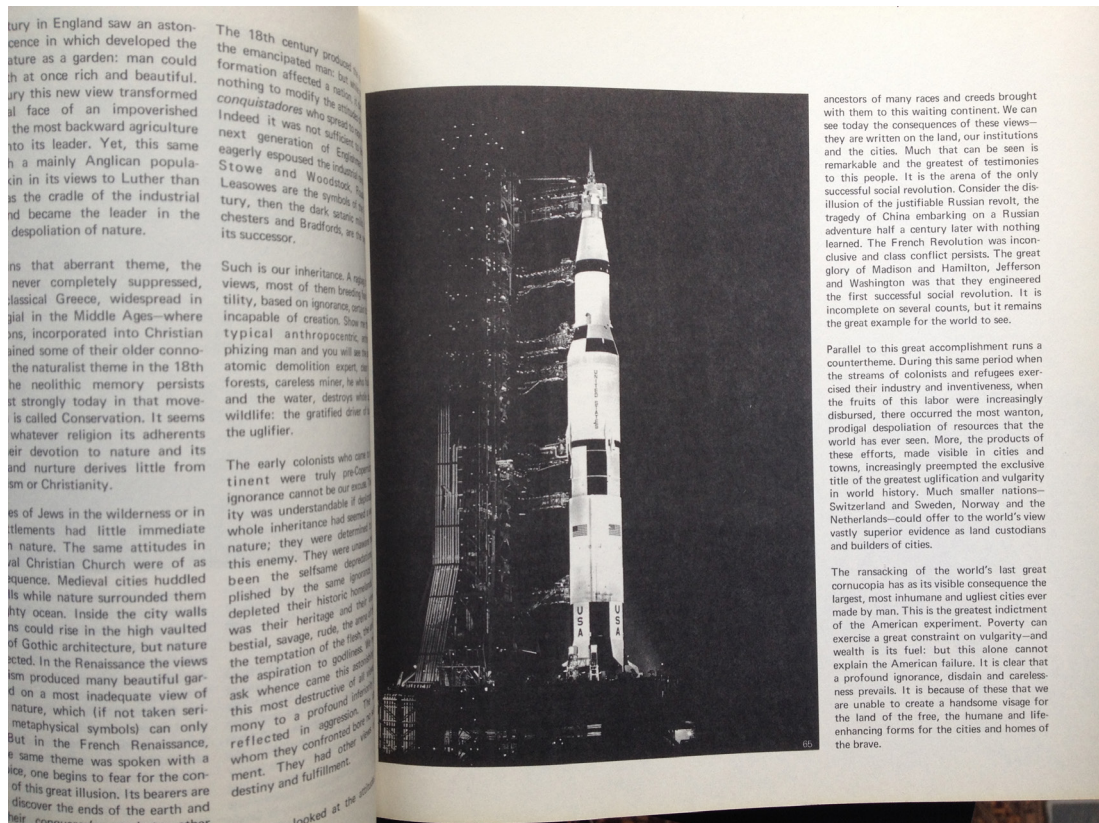 tury in England saw an aston-
cence in which developed the
ature as a garden: man could
h at once rich and beautiful.
ury this new view transformed
al face of an impoverished
the most backward agriculture
nto its leader. Yet, this same
h a mainly Anglican popula-
kin in its views to Luther than
as the cradle of the industrial
nd became the leader in the
despoliation of nature.
ns that aberrant theme, the
never completely suppressed,
classical Greece, widespread in
gial in the Middle Ages—where
ons, incorporated into Christian
ained some of their older conno-
the naturalist theme in the 18th
he neolithic memory persists
st strongly today in that move-
is called Conservation. It seems
whatever religion its adherents
eir devotion to nature and its
and nurture derives little from
sm or Christianity.
es of Jews in the wilderness or in
ttlements had little immediate
n nature. The same attitudes in
val Christian Church were of as
equence. Medieval cities huddled
lls while nature surrounded them
hty ocean. Inside the city walls
ns could rise in the high vaulted
of Gothic architecture, but nature
ected. In the Renaissance the views
ism produced many beautiful gar-
d on a most inadequate view of
nature, which (if not taken seri-
metaphysical symbols) can only
But in the French Renaissance,
e same theme was spoken with a
ice, one begins to fear for the con-
of this great illusion. Its bearers are
discover the ends of the earth and
The 18th century produced
the emancipated man: but
formation affected a nation,
nothing to modify the
conquistadores who spread to
Indeed it was not sufficient
next generation of
eagerly espoused the industrial
Stowe and Woodstock,
Leasowes are the symbols of
tury, then the dark satanic
chesters and Bradfords, are
its successor.
Such is our inheritance. A
views, most of them breeding
tility, based on ignorance,
incapable of creation. Show
typical anthropocentric,
phizing man and you will
atomic demolition expert,
forests, careless miner, he who
and the water, destroys
wildlife: the gratified driver of
the uglifier.
The early colonists who came
tinent were truly
ignorance cannot be our excuse.
ity was understandable if
whole inheritance had seemed
nature; they were determined
this enemy. They were
been the selfsame
plished by the same
depleted their historic
was their heritage and their
bestial, savage, rude, the
the temptation of the flesh,
the aspiration to godliness.
ask whence came this
this most destructive of all
mony to a profound
reflected in aggression.
whom they confronted bore
ment. They had other
destiny and fulfillment.
looked at the
UNITED STATES
USA
USA
65
ancestors of many races and creeds brought
with them to this waiting continent. We can
see today the consequences of these views—
they are written on the land, our institutions
and the cities. Much that can be seen is
remarkable and the greatest of testimonies
to this people. It is the arena of the only
successful social revolution. Consider the dis-
illusion of the justifiable Russian revolt, the
tragedy of China embarking on a Russian
adventure half a century later with nothing
learned. The French Revolution was incon-
clusive and class conflict persists. The great
glory of Madison and Hamilton, Jefferson
and Washington was that they engineered
the first successful social revolution. It is
incomplete on several counts, but it remains
the great example for the world to see.
Parallel to this great accomplishment runs a
countertheme. During this same period when
the streams of colonists and refugees exer-
cised their industry and inventiveness, when
the fruits of this labor were increasingly
disbursed, there occurred the most wanton,
prodigal despoliation of resources that the
world has ever seen. More, the products of
these efforts, made visible in cities and
towns, increasingly preempted the exclusive
title of the greatest uglification and vulgarity
in world history. Much smaller nations—
Switzerland and Sweden, Norway and the
Netherlands—could offer to the world's view
vastly superior evidence as land custodians
and builders of cities.
The ransacking of the world's last great
cornucopia has as its visible consequence the
largest, most inhumane and ugliest cities ever
made by man. This is the greatest indictment
of the American experiment. Poverty can
exercise a great constraint on vulgarity—and
wealth is its fuel: but this alone cannot
explain the American failure. It is clear that
a profound ignorance, disdain and careless-
ness prevails. It is because of these that we
are unable to create a handsome visage for
the land of the free, the humane and life-
enhancing forms for the cities and homes of
the brave.